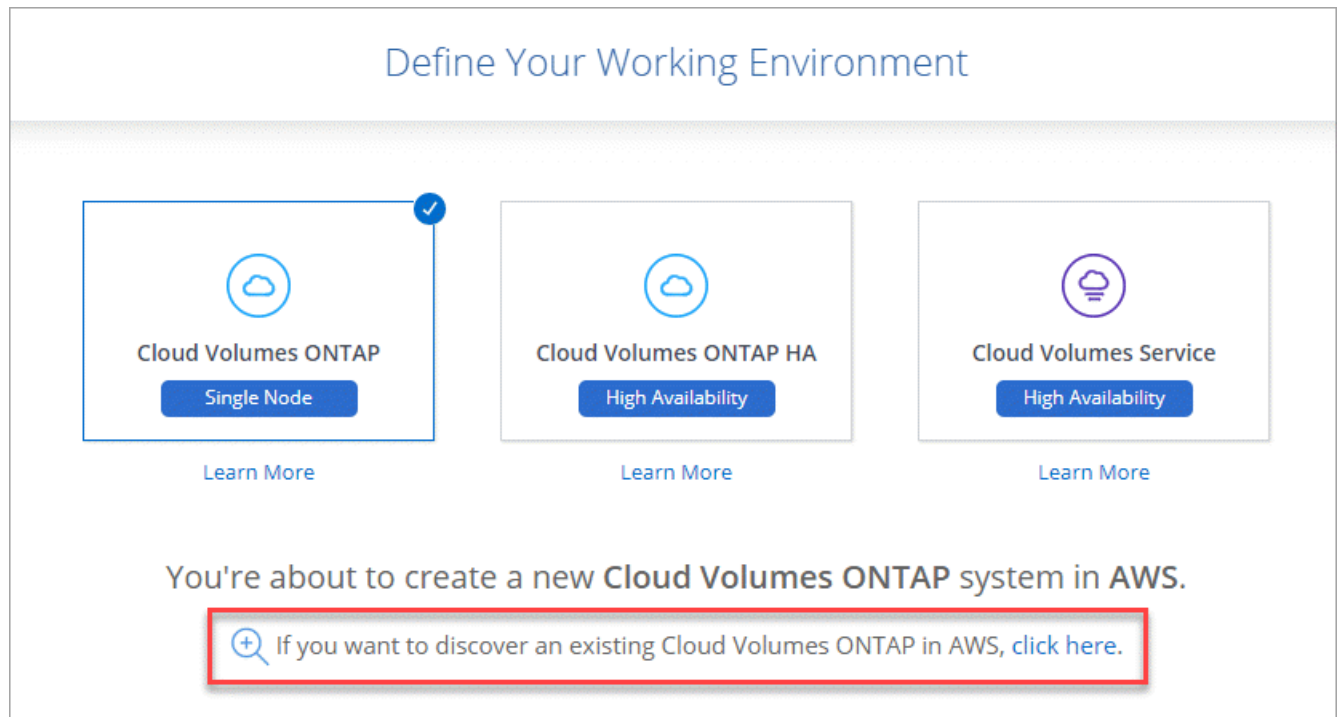 Define Your Working Environment
Cloud Volumes ONTAP
Single Node
Learn More
Cloud Volumes ONTAP HA
High Availability
Learn More
Cloud Volumes Service
High Availability
Learn More
You're about to create a new Cloud Volumes ONTAP system in AWS.
If you want to discover an existing Cloud Volumes ONTAP in AWS, click here.